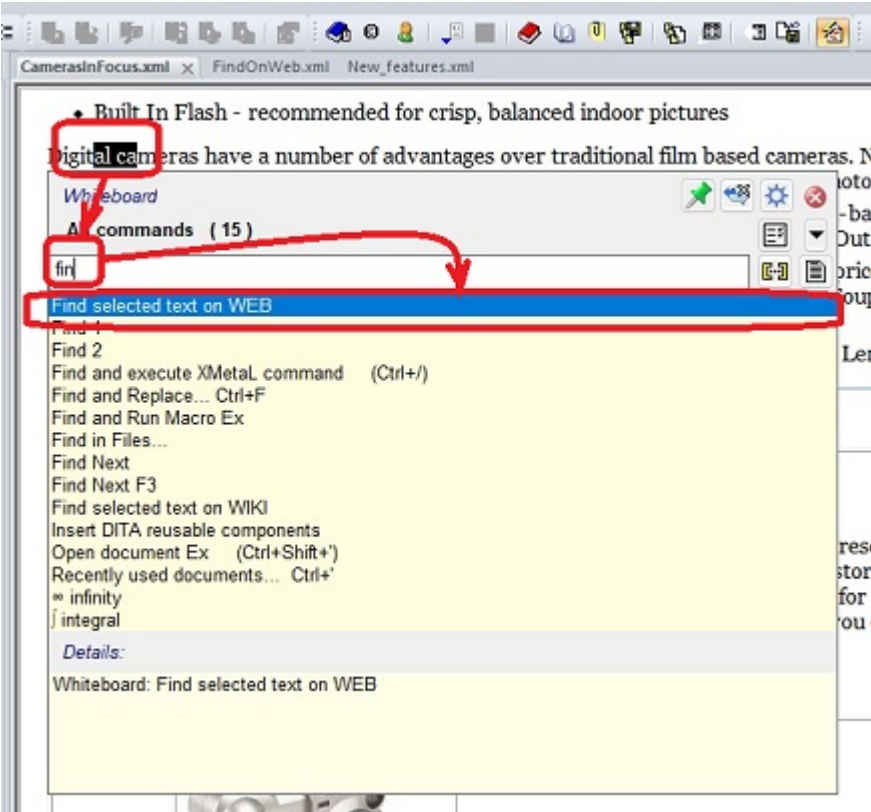 CamerasInFocus.xml FindOnWeb.xml New_features.xml
• Built In Flash - recommended for crisp, balanced indoor pictures
Digital cameras have a number of advantages over traditional film based cameras. N
Whiteboard
All commands ( 15 )
fin
Find selected text on WEB
Find 1
Find 2
Find and execute XMetaL command (Ctrl+/)
Find and Replace... Ctrl+F
Find and Run Macro Ex
Find in Files...
Find Next
Find Next F3
Find selected text on WIKI
Insert DITA reusable components
Open document Ex (Ctrl+Shift+')
Recently used documents... Ctrl+'
∞ infinity
∫ integral
Details:
Whiteboard: Find selected text on WEB